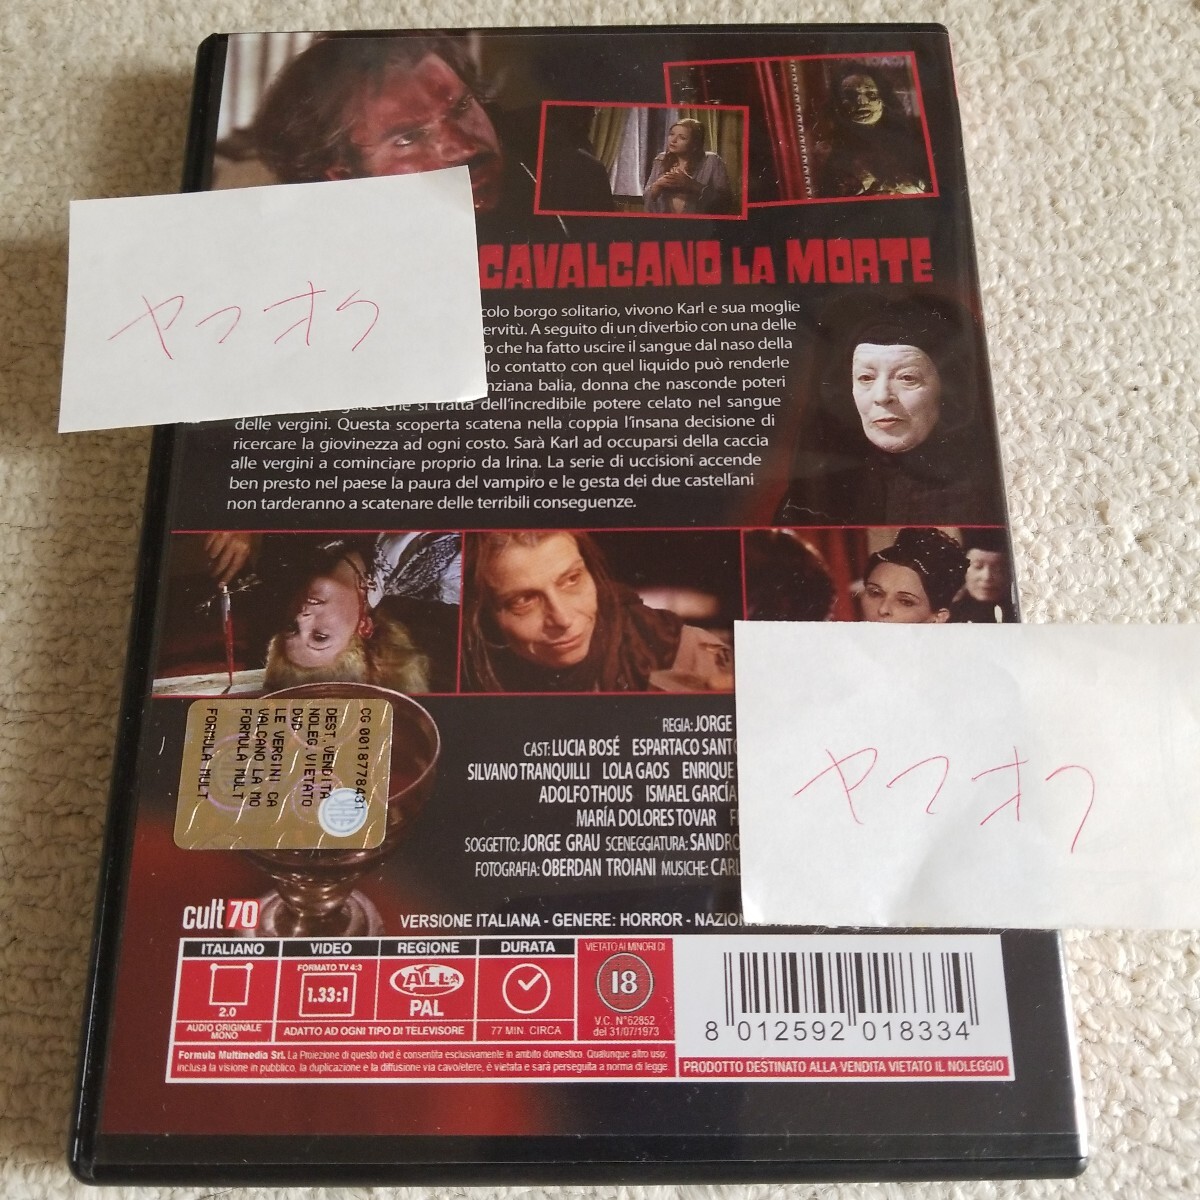 CAVALCANO LA MORTE
ヤフオク
colo borgo solitario, vivono Karl e sua moglie
ervitù. A seguito di un diverbio con una delle
che ha fatto uscire il sangue dal naso della
lo contatto con quel liquido può renderle
nziana balia, donna che nasconde poteri
che si tratta dell'incredibile potere celato nel sangue
delle vergini. Questa scoperta scatena nella coppia l'insana decisione di
ricercare la giovinezza ad ogni costo. Sarà Karl ad occuparsi della caccia
alle vergini a cominciare proprio da Irina. La serie di uccisioni accende
ben presto nel paese la paura del vampiro e le gesta dei due castellani
non tarderanno a scatenare delle terribili conseguenze.
CG 0018778431
DEST.VENDITA
NOLEG.VIETATO
DVD
LE VERGINI CA
VALCANO LA MO
FORMULA MULT
FORMULA MULT
REGIA: JORGE
CAST: LUCIA BOSÉ ESPARTACO SANTO
SILVANO TRANQUILLI LOLA GAOS ENRIQUE
ADOLFO THOUS ISMAEL GARCÍA
MARÍA DOLORES TOVAR F
SOGGETTO: JORGE GRAU SCENEGGIATURA: SANDRO
FOTOGRAFIA: OBERDAN TROIANI MUSICHE: CARL
ヤフオク
cult 70
VERSIONE ITALIANA - GENERE: HORROR - NAZION
ITALIANO VIDEO REGIONE DURATA
2.0
AUDIO ORIGINALE
MONO
FORMATO TV 4:3
1.33:1
ADATTO AD OGNI TIPO DI TELEVISORE
ALL
PAL
77 MIN. CIRCA
VIETATO AI MINORI DI
18
V.C. N°62852
del 31/07/1973
8 012592 018334
Formula Multimedia Srl. La Proiezione di questo dvd è consentita esclusivamente in ambito domestico. Qualunque altro uso,
inclusa la visione in pubblico, la duplicazione e la diffusione via cavo/etere, è vietata e sarà perseguita a norma di legge.
PRODOTTO DESTINATO ALLA VENDITA VIETATO IL NOLEGGIO